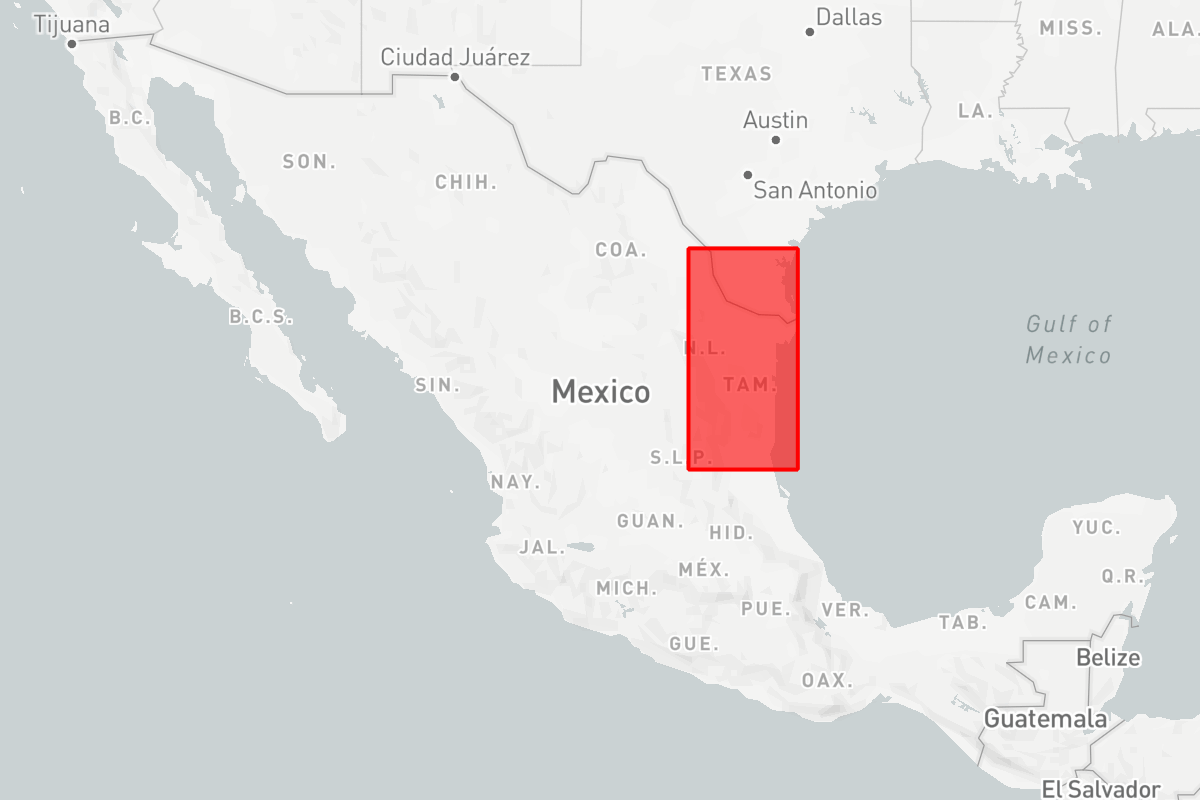 Tijuana
Dallas
MISS.
ALA.
Ciudad Juárez
TEXAS
B.C.
LA.
Austin
SON.
CHIH.
San Antonio
COA.
B.C.S.
Gulf of
Mexico
N.L.
SIN.
Mexico
TAM.
S.L.P.
NAY.
GUAN.
HID.
YUC.
JAL.
MÉX.
Q.R.
MICH.
CAM.
PUE.
VER.
TAB.
GUE.
Belize
OAX.
Guatemala
El Salvador